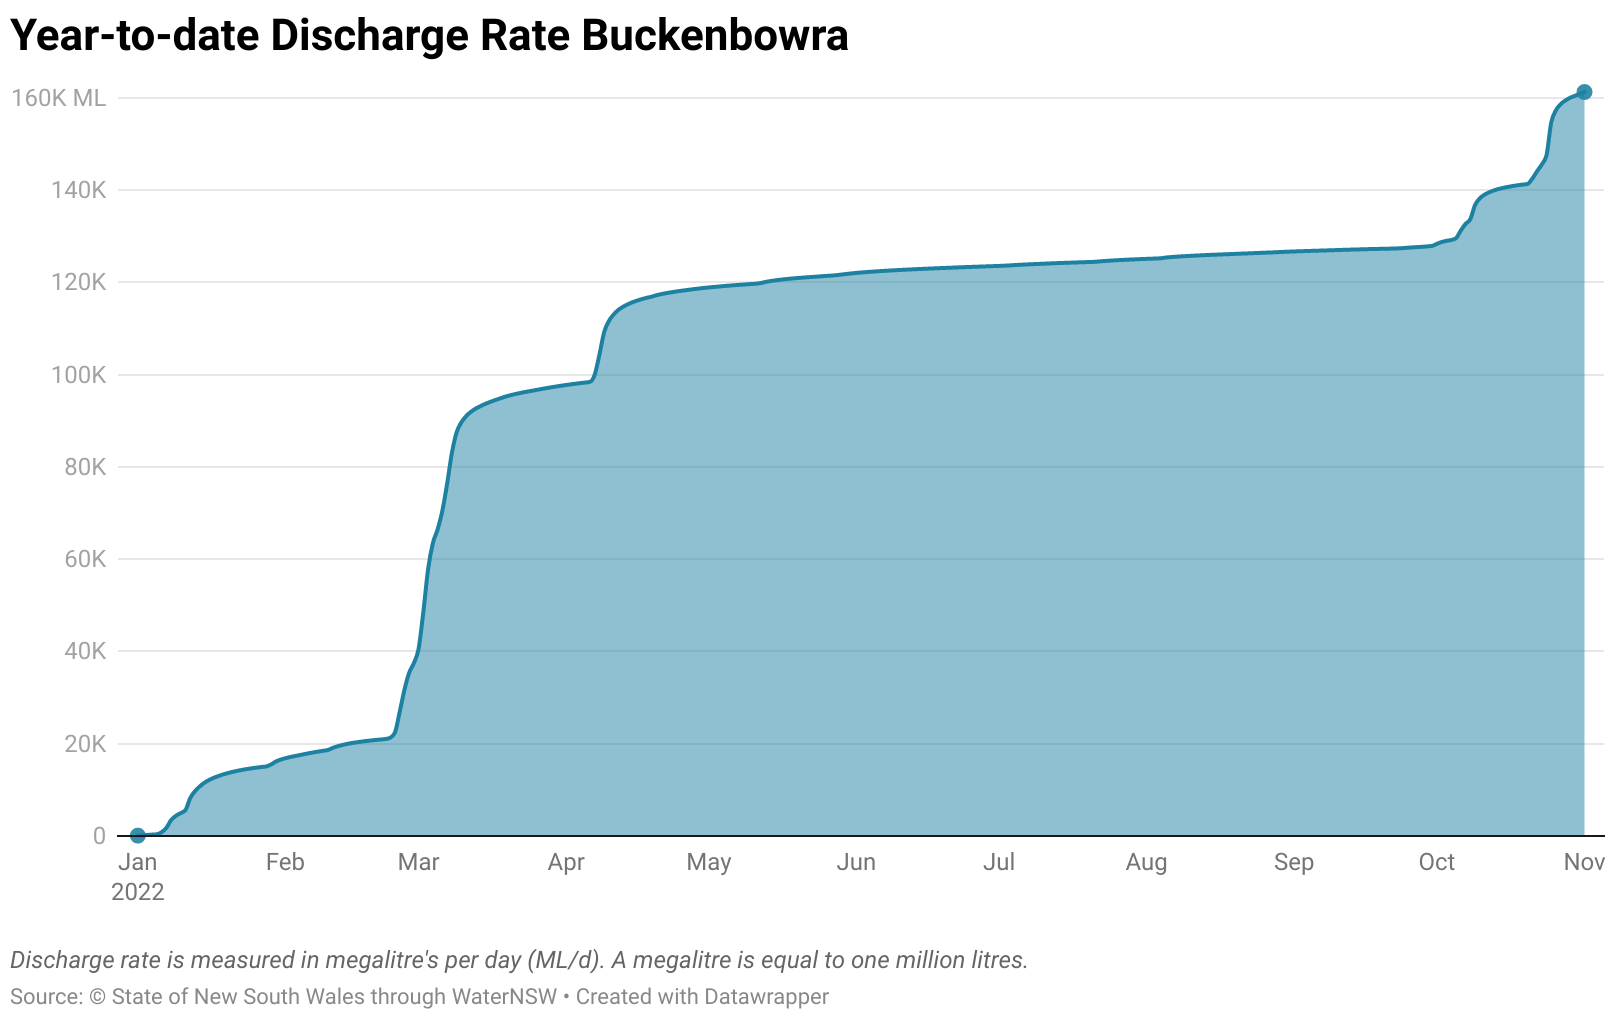 Year-to-date Discharge Rate Buckenbowra
160K ML
140K
120K
100K
80K
60K
40K
20K
0
Jan Feb Mar Apr May Jun Jul Aug Sep Oct Nov
2022
Discharge rate is measured in megalitre's per day (ML/d). A megalitre is equal to one million litres.
Source: © State of New South Wales through WaterNSW • Created with Datawrapper